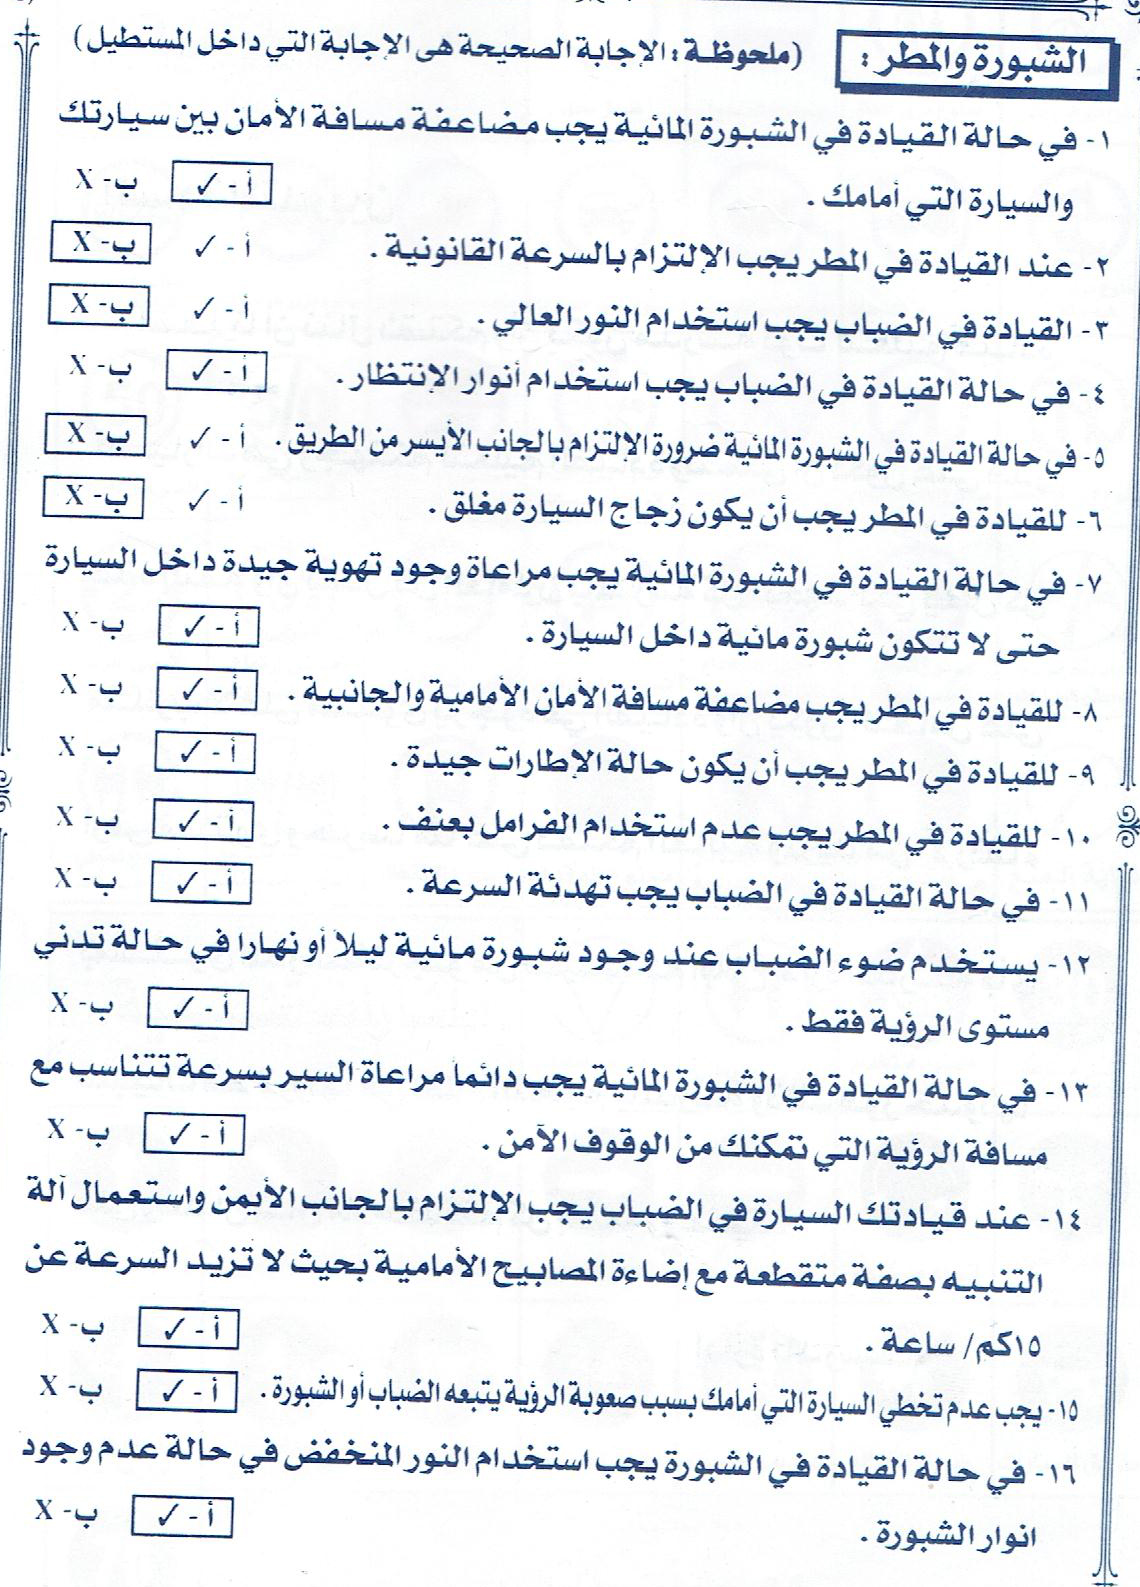 الشبورة والمطر : (ملحوظة : الإجابة الصحيحة هى الإجابة التي داخل المستطيل)
١- في حالة القيادة في الشبورة المائية يجب مضاعفة مسافة الأمان بين سيارتك
والسيارة التي أمامك . أ - ✓ ب- X
٢- عند القيادة في المطر يجب الإلتزام بالسرعة القانونية . أ - ✓ ب- X
٣- القيادة في الضباب يجب استخدام النور العالي . أ - ✓ ب- X
٤- في حالة القيادة في الضباب يجب استخدام أنوار الإنتظار . أ - ✓ ب- X
٥- في حالة القيادة في الشبورة المائية ضرورة الإلتزام بالجانب الأيسر من الطريق . أ - ✓ ب- X
٦- للقيادة في المطر يجب أن يكون زجاج السيارة مغلق . أ - ✓ ب- X
٧- في حالة القيادة في الشبورة المائية يجب مراعاة وجود تهوية جيدة داخل السيارة
حتى لا تتكون شبورة مائية داخل السيارة . أ - ✓ ب- X
٨- للقيادة في المطر يجب مضاعفة مسافة الأمان الأمامية والجانبية . أ - ✓ ب- X
٩- للقيادة في المطر يجب أن يكون حالة الإطارات جيدة . أ - ✓ ب- X
١٠- للقيادة في المطر يجب عدم استخدام الفرامل بعنف . أ - ✓ ب- X
١١- في حالة القيادة في الضباب يجب تهدئة السرعة . أ - ✓ ب- X
١٢- يستخدم ضوء الضباب عند وجود شبورة مائية ليلا أو نهارا في حالة تدني
مستوى الرؤية فقط . أ - ✓ ب- X
١٣- في حالة القيادة في الشبورة المائية يجب دائما مراعاة السير بسرعة تتناسب مع
مسافة الرؤية التي تمكنك من الوقوف الآمن . أ - ✓ ب- X
١٤- عند قيادتك السيارة في الضباب يجب الإلتزام بالجانب الأيمن واستعمال آلة
التنبيه بصفة متقطعة مع إضاءة المصابيح الأمامية بحيث لا تزيد السرعة عن
١٥كم/ ساعة . أ - ✓ ب- X
١٥- يجب عدم تخطي السيارة التي أمامك بسبب صعوبة الرؤية يتبعه الضباب أو الشبورة . أ - ✓ ب- X
١٦- في حالة القيادة في الشبورة يجب استخدام النور المنخفض في حالة عدم وجود
انوار الشبورة . أ - ✓ ب- X